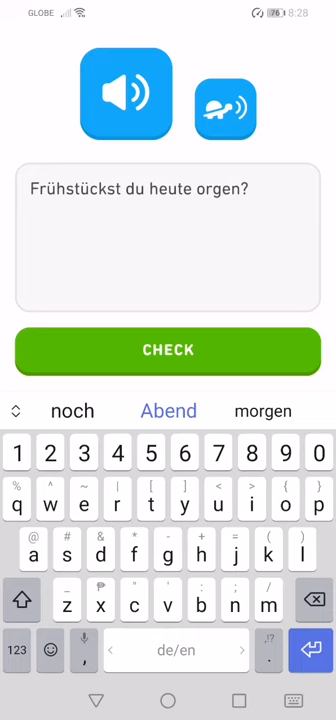 GLOBE 76 8:28
Frühstückst du heute orgen?
CHECK
noch Abend morgen
1 2 3 4 5 6 7 8 9 0
% ^ ~ | [ ] < > { }
q w e r t y u i o p
@ # & * - + = ( )
a s d f g h j k l
_ ₱ " ' : ; /
z x c v b n m
,!?
123 , < de/en > .